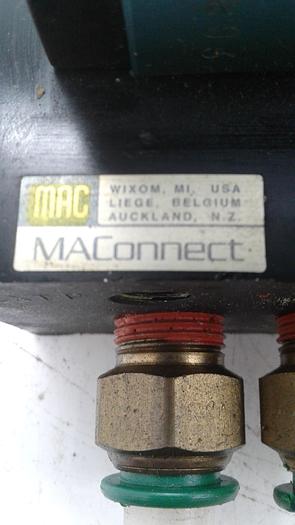 MAC
WIXOM, MI, USA
LIEGE, BELGIUM
AUCKLAND, N.Z.
MAConnect